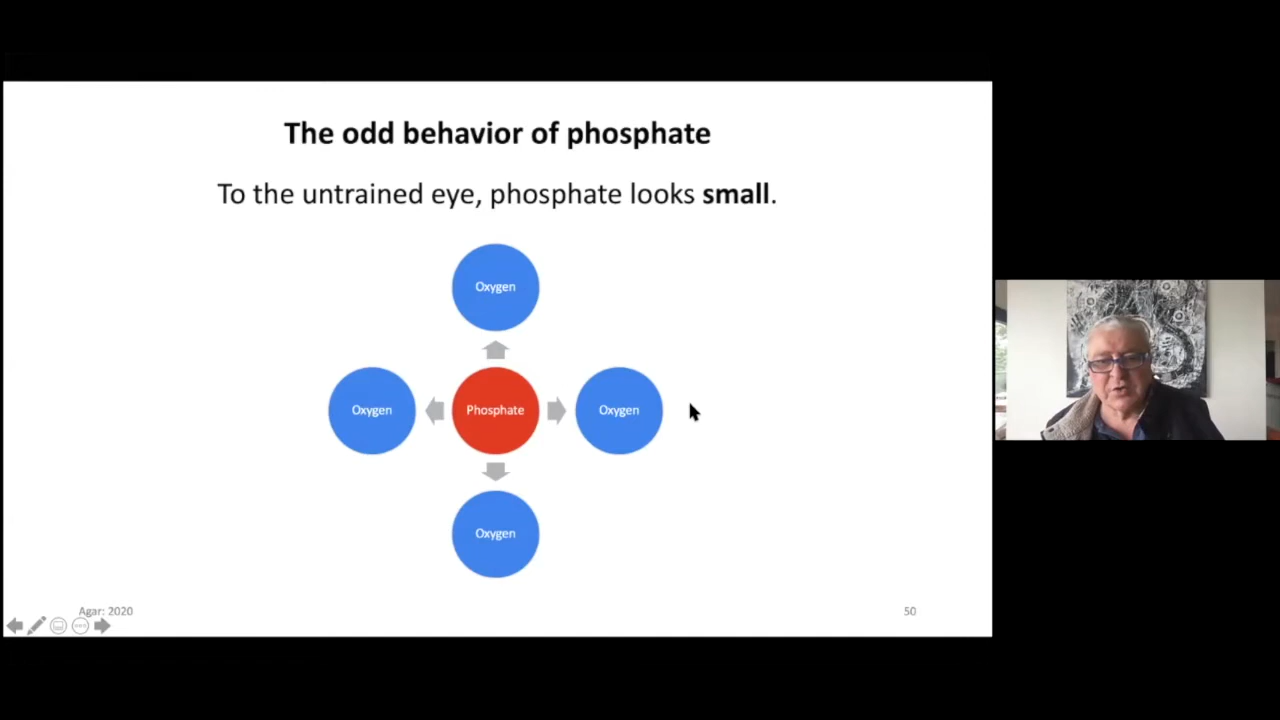 The odd behavior of phosphate
To the untrained eye, phosphate looks small.
Oxygen
Oxygen
Phosphate
Oxygen
Oxygen
Agar: 2020
50